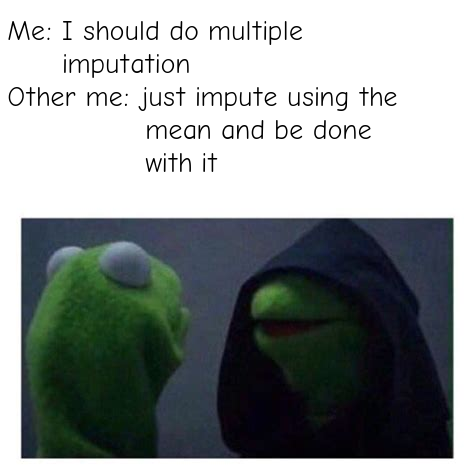 Me: I should do multiple
imputation
Other me: just impute using the
mean and be done
with it